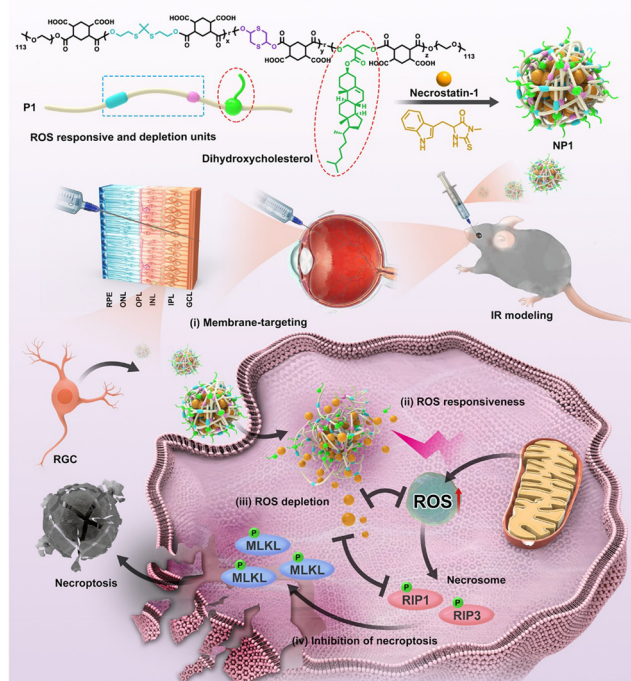 COOH
COOH
COOH
COOH
COOH
COOH
113
HOOC
HOOC
HOOC
113
P1
ROS responsive and depletion units
Dihydroxycholesterol
Necrostatin-1
NP1
RPE
ONL
OPL
INL
IPL
GCL
(i) Membrane-targeting
IR modeling
RGC
(ii) ROS responsiveness
(iii) ROS depletion
ROS
Necroptosis
P
MLKL
P
MLKL
P
MLKL
Necrosome
P
RIP1
P
RIP3
(iv) Inhibition of necroptosis